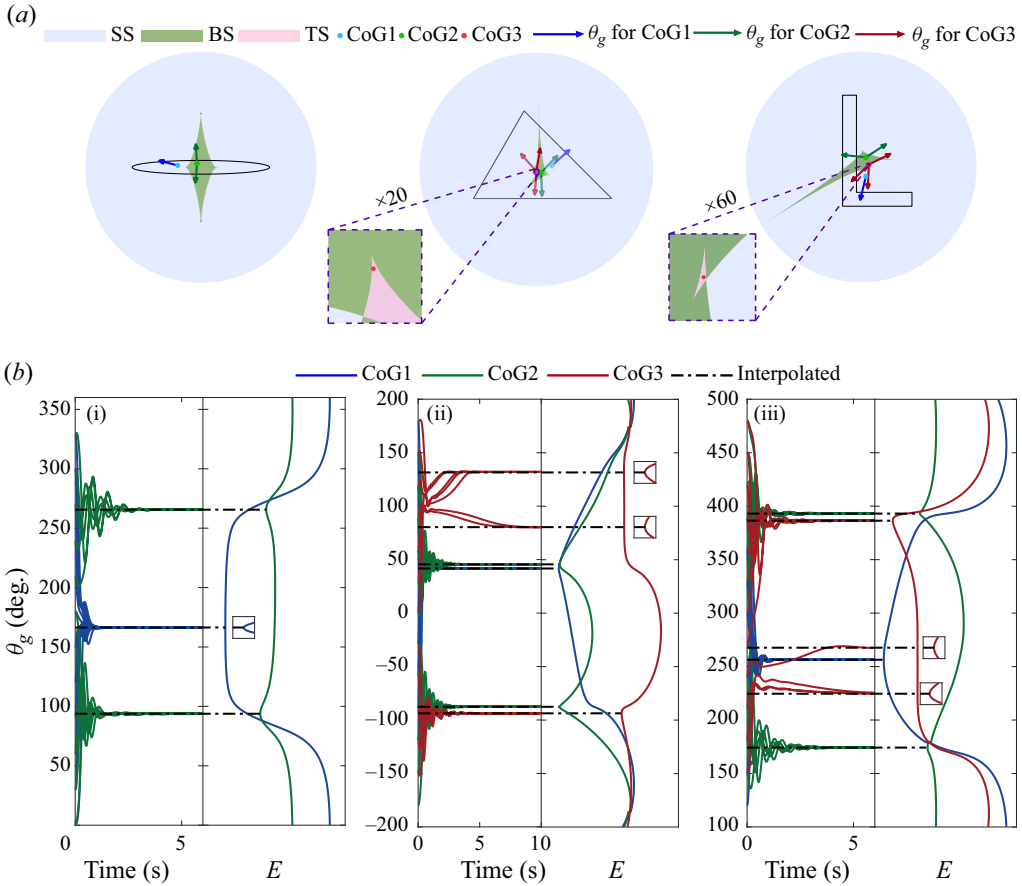 (a)
SS BS TS CoG1 CoG2 CoG3 θg for CoG1 θg for CoG2 θg for CoG3
×20 ×60
(b)
CoG1 CoG2 CoG3 Interpolated
(i) (ii) (iii)
350 200 500
300 150 450
250 100 400
200 50 350
150 0 300
100 −50 250
50 −100 200
−150 150
−200 100
θg (deg.)
0 5 0 5 10 0 5
Time (s) E Time (s) E Time (s) E